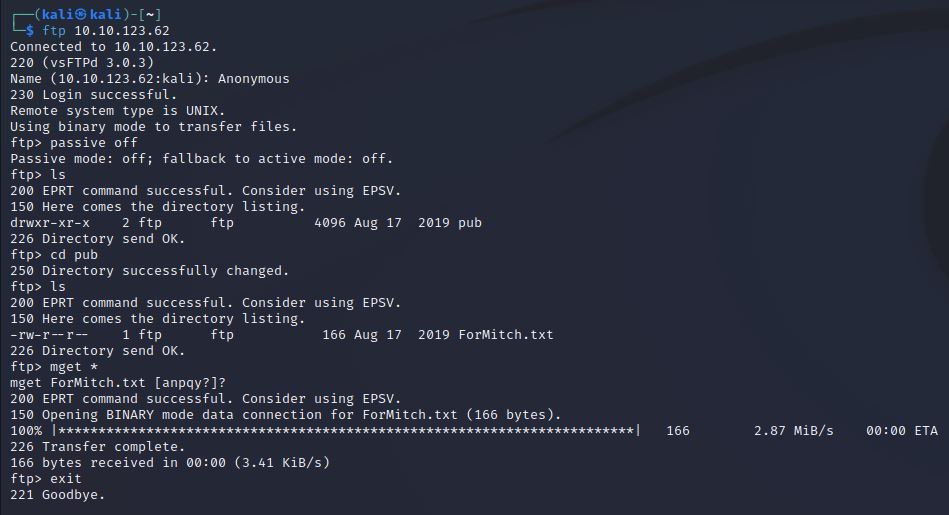 ┌──(kali㉿kali)-[~]
└─$ ftp 10.10.123.62
Connected to 10.10.123.62.
220 (vsFTPd 3.0.3)
Name (10.10.123.62:kali): Anonymous
230 Login successful.
Remote system type is UNIX.
Using binary mode to transfer files.
ftp> passive off
Passive mode: off; fallback to active mode: off.
ftp> ls
200 EPRT command successful. Consider using EPSV.
150 Here comes the directory listing.
drwxr-xr-x    2 ftp      ftp          4096 Aug 17  2019 pub
226 Directory send OK.
ftp> cd pub
250 Directory successfully changed.
ftp> ls
200 EPRT command successful. Consider using EPSV.
150 Here comes the directory listing.
-rw-r--r--    1 ftp      ftp           166 Aug 17  2019 ForMitch.txt
226 Directory send OK.
ftp> mget *
mget ForMitch.txt [anpqy?]?
200 EPRT command successful. Consider using EPSV.
150 Opening BINARY mode data connection for ForMitch.txt (166 bytes).
100% |************************************************************************|   166        2.87 MiB/s    00:00 ETA
226 Transfer complete.
166 bytes received in 00:00 (3.41 KiB/s)
ftp> exit
221 Goodbye.